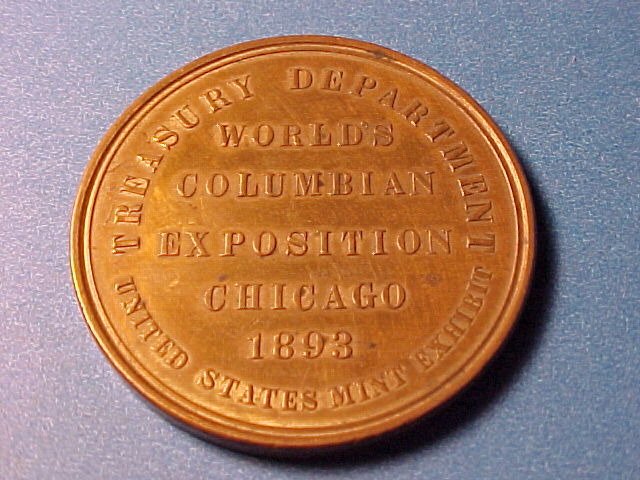 TREASURY DEPARTMENT
WORLD'S
COLUMBIAN
EXPOSITION
CHICAGO
1893
UNITED STATES MINT EXHIBIT